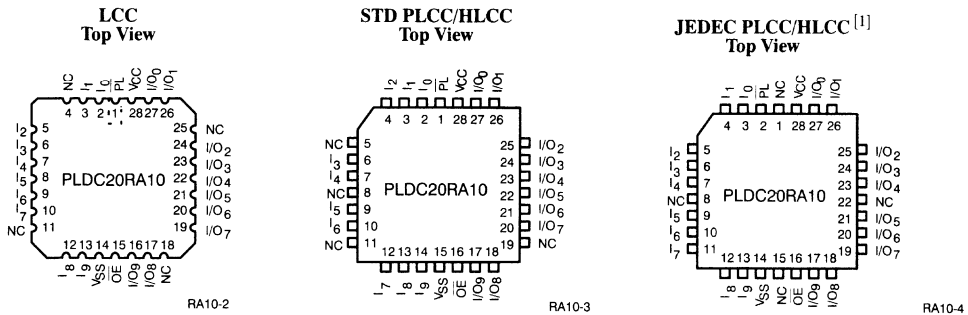 LCC
Top View
NC I1 I0 PL VCC I/O0 I/O1
4 3 2 1 28 27 26
I2 5 25 NC
I3 6 24 I/O2
I4 7 23 I/O3
I5 8 PLDC20RA10 22 I/O4
I6 9 21 I/O5
I7 10 20 I/O6
NC 11 19 I/O7
12 13 14 15 16 17 18
I8 I9 VSS OE I/O9 I/O8 NC
RA10-2
STD PLCC/HLCC
Top View
I2 I1 I0 PL VCC I/O0 I/O1
4 3 2 1 28 27 26
NC 5 25 I/O2
I3 6 24 I/O3
I4 7 23 I/O4
NC 8 PLDC20RA10 22 I/O5
I5 9 21 I/O6
I6 10 20 I/O7
NC 11 19 NC
12 13 14 15 16 17 18
I7 I8 I9 VSS OE I/O9 I/O8
RA10-3
JEDEC PLCC/HLCC [1]
Top View
I1 I0 PL NC VCC I/O0 I/O1
4 3 2 1 28 27 26
I2 5 25 I/O2
I3 6 24 I/O3
I4 7 23 I/O4
NC 8 PLDC20RA10 22 NC
I5 9 21 I/O5
I6 10 20 I/O6
I7 11 19 I/O7
12 13 14 15 16 17 18
I8 I9 VSS NC OE I/O9 I/O8
RA10-4